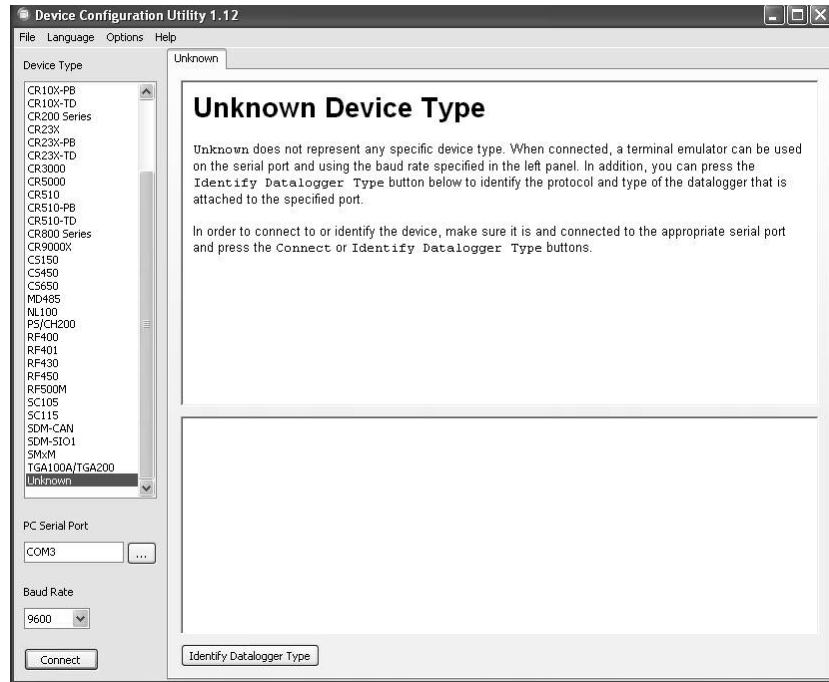 Device Configuration Utility 1.12
File Language Options Help
Device Type
CR10X-PB
CR10X-TD
CR200 Series
CR23X
CR23X-PB
CR23X-TD
CR3000
CR5000
CR510
CR510-PB
CR510-TD
CR800 Series
CR9000X
CS150
CS450
CS650
MD485
NL100
PS/CH200
RF400
RF401
RF430
RF450
RF500M
SC105
SC115
SDM-CAN
SDM-SIO1
SMxM
TGA100A/TGA200
Unknown
PC Serial Port
COM3
...
Baud Rate
9600
Connect
Unknown
Unknown Device Type
Unknown does not represent any specific device type. When connected, a terminal emulator can be used
on the serial port and using the baud rate specified in the left panel. In addition, you can press the
Identify Datalogger Type button below to identify the protocol and type of the datalogger that is
attached to the specified port.
In order to connect to or identify the device, make sure it is and connected to the appropriate serial port
and press the Connect or Identify Datalogger Type buttons.
Identify Datalogger Type